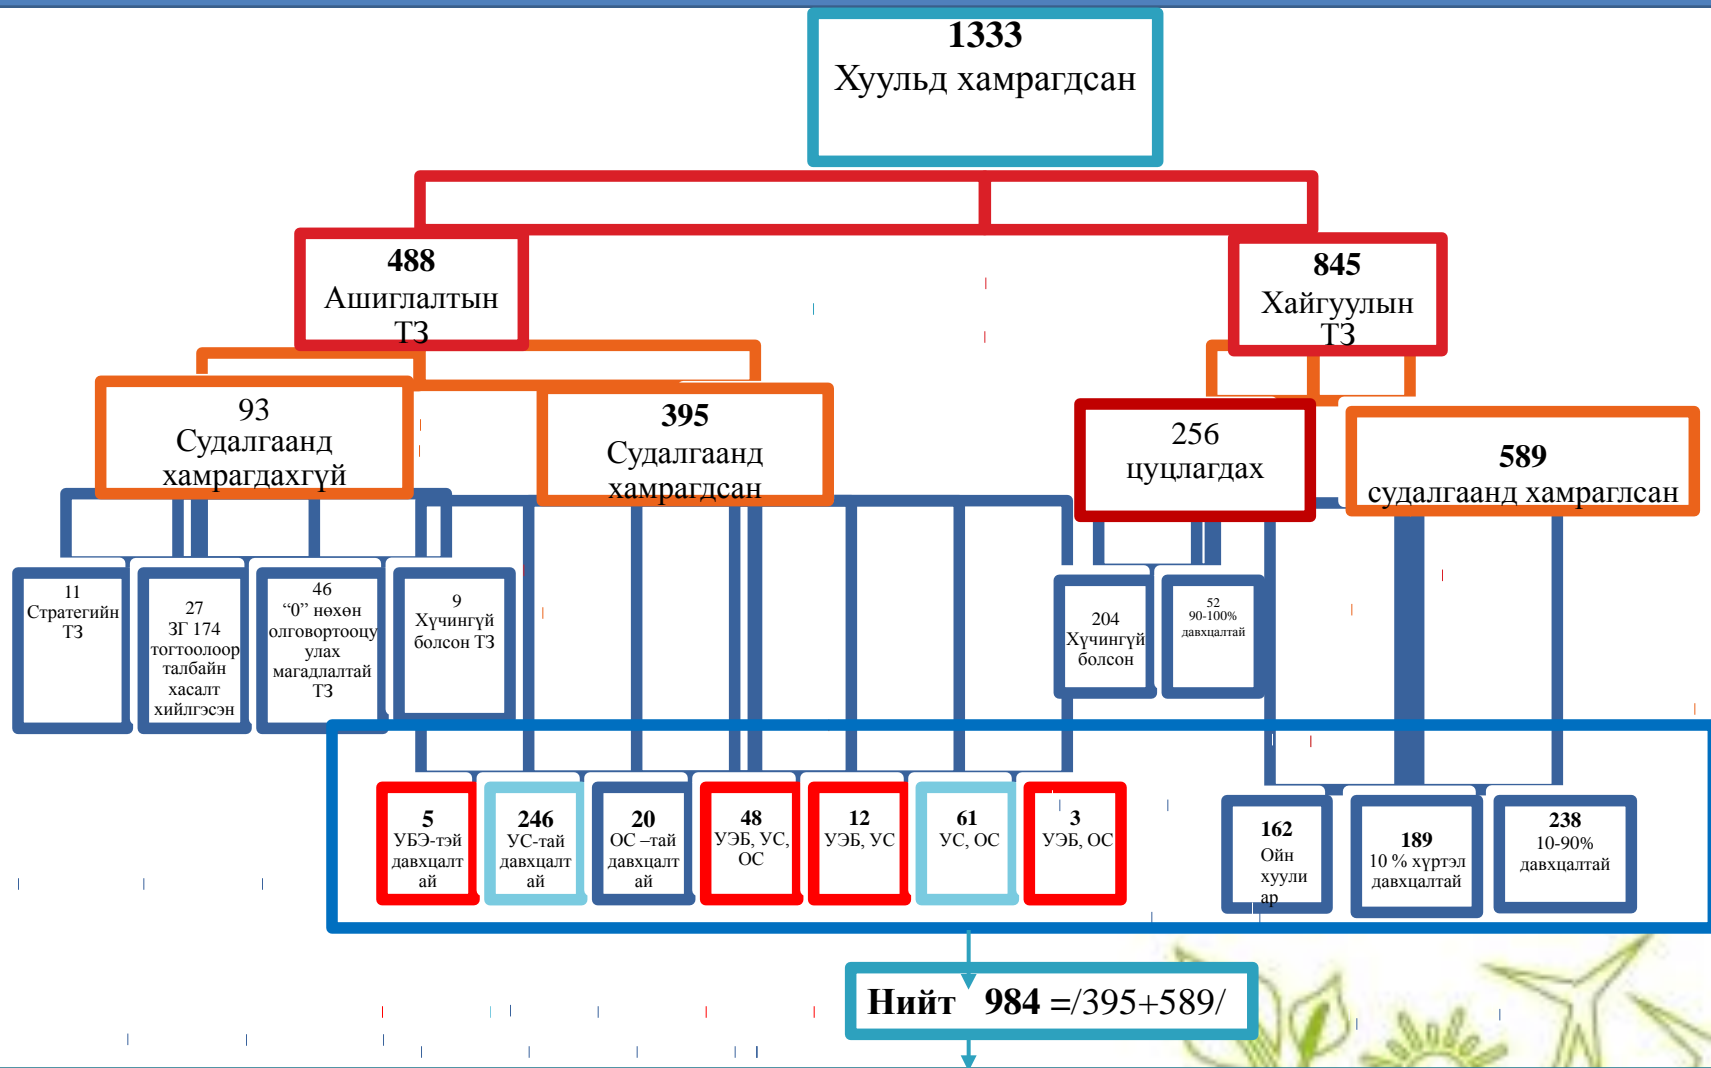 1333
Хуульд хамрагдсан
488
Ашиглалтын
ТЗ
845
Хайгуулын
ТЗ
93
Судалгаанд
хамрагдахгүй
395
Судалгаанд
хамрагдсан
256
цуцлагдах
589
судалгаанд хамраглсан
11
Стратегийн
ТЗ
27
ЗГ 174
тогтоолоор
талбайн
хасалт
хийлгэсэн
46
“0” нөхөн
олговортооцу
улах
магадлалтай
ТЗ
9
Хүчингүй
болсон ТЗ
204
Хүчингүй
болсон
52
90-100%
давхцалтай
5
УБЭ-тэй
давхцалт
ай
246
УС-тай
давхцалт
ай
20
ОС –тай
давхцалт
ай
48
УЭБ, УС,
ОС
12
УЭБ, УС
61
УС, ОС
3
УЭБ, ОС
162
Ойн
хуули
ар
189
10 % хүртэл
давхцалтай
238
10-90%
давхцалтай
Нийт 984 =/395+589/